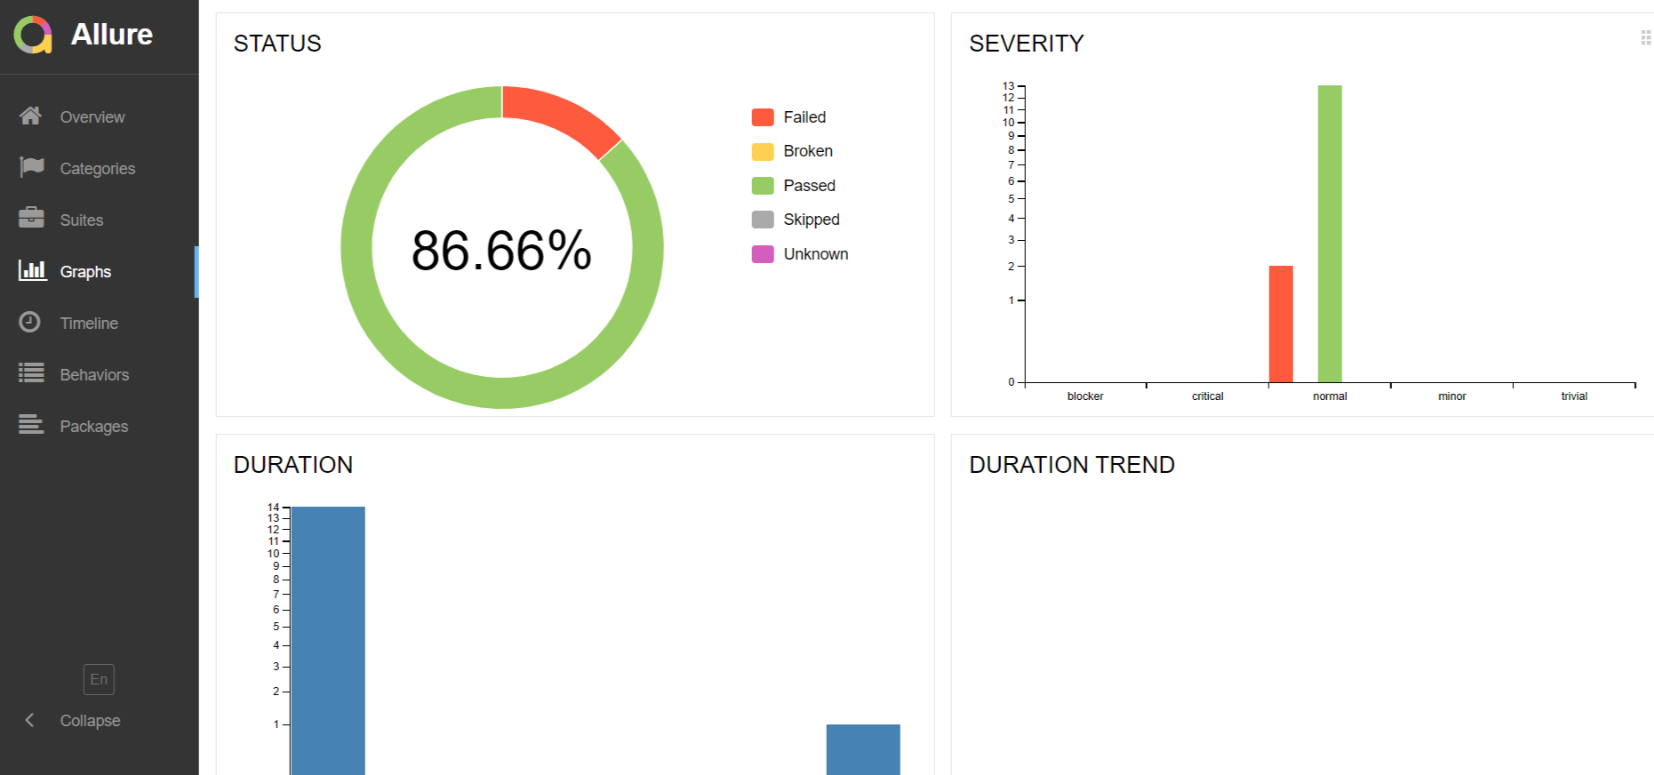 Allure
Overview
Categories
Suites
Graphs
Timeline
Behaviors
Packages
En
Collapse
STATUS
86.66%
Failed
Broken
Passed
Skipped
Unknown
SEVERITY
13
12
11
10
9
8
7
6
5
4
3
2
1
0
blocker critical normal minor trivial
DURATION
14
13
12
11
10
9
8
7
6
5
4
3
2
1
DURATION TREND